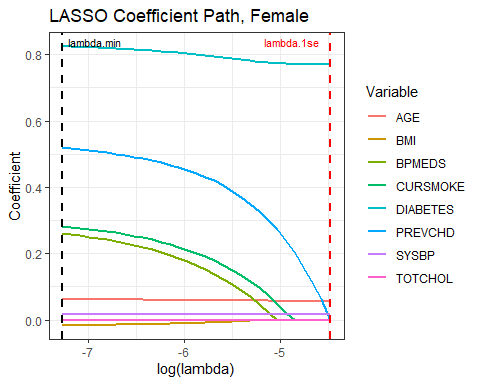 LASSO Coefficient Path, Female
lambda.min
lambda.1se
0.8
0.6
0.4
0.2
0.0
Coefficient
-7
-6
-5
log(lambda)
Variable
AGE
BMI
BPMEDS
CURSMOKE
DIABETES
PREVCHD
SYSBP
TOTCHOL